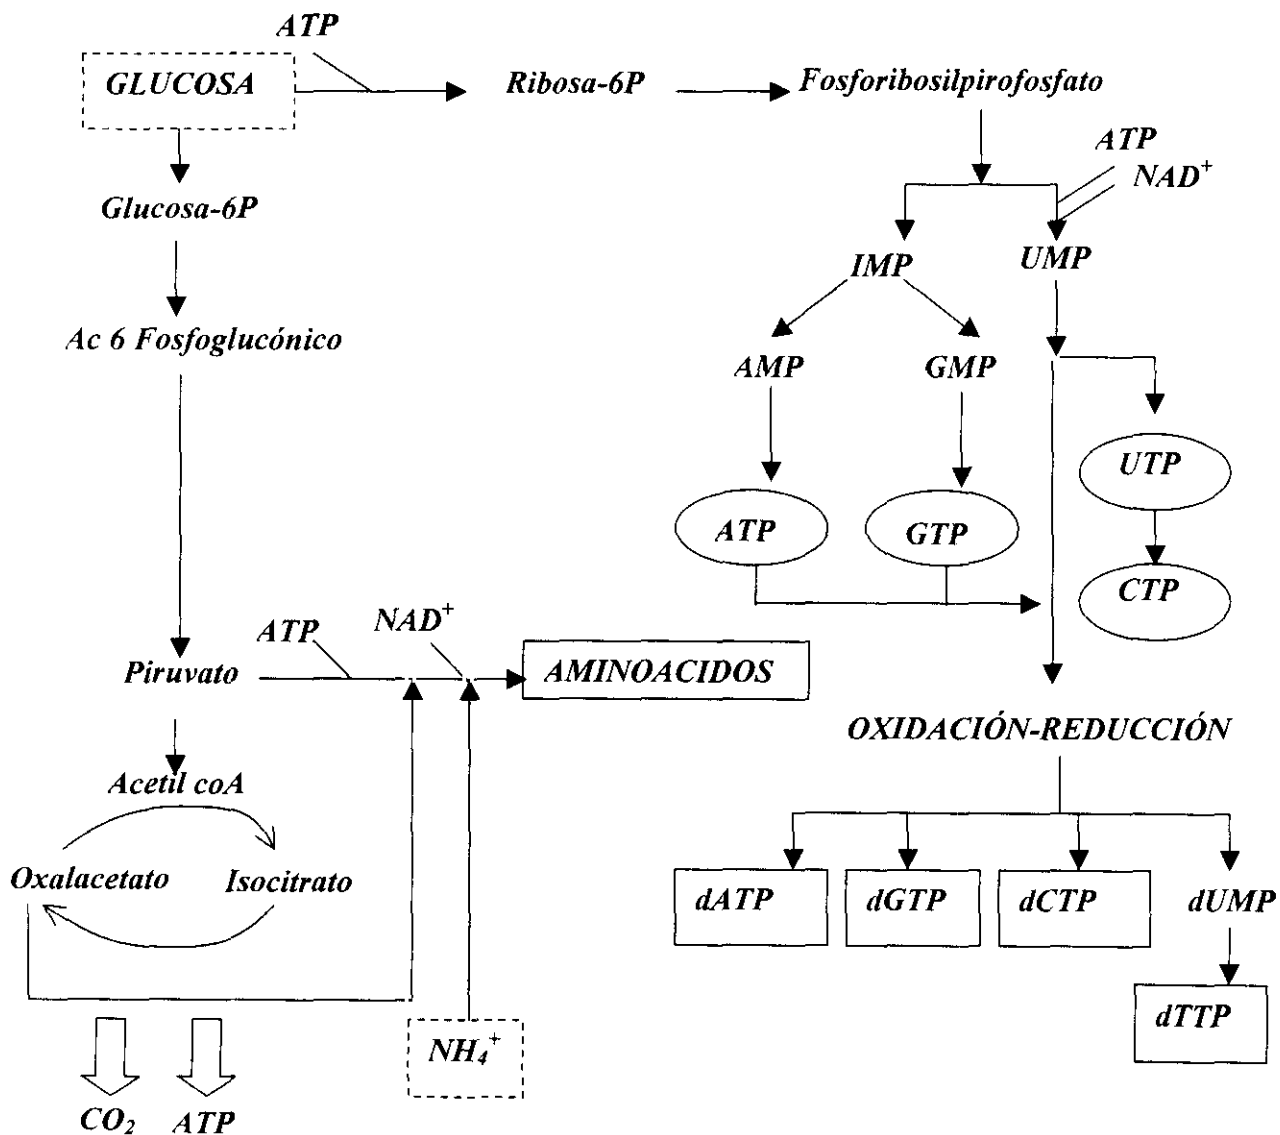 ATP
GLUCOSA
Ribosa-6P
Fosforibosilpirofosfato
ATP
NAD⁺
Glucosa-6P
IMP
UMP
Ac 6 Fosfoglucónico
AMP
GMP
UTP
ATP
GTP
CTP
ATP
NAD⁺
Piruvato
AMINOACIDOS
OXIDACIÓN-REDUCCIÓN
Acetil coA
Oxalacetato
Isocitrato
dATP
dGTP
dCTP
dUMP
dTTP
NH₄⁺
CO₂
ATP